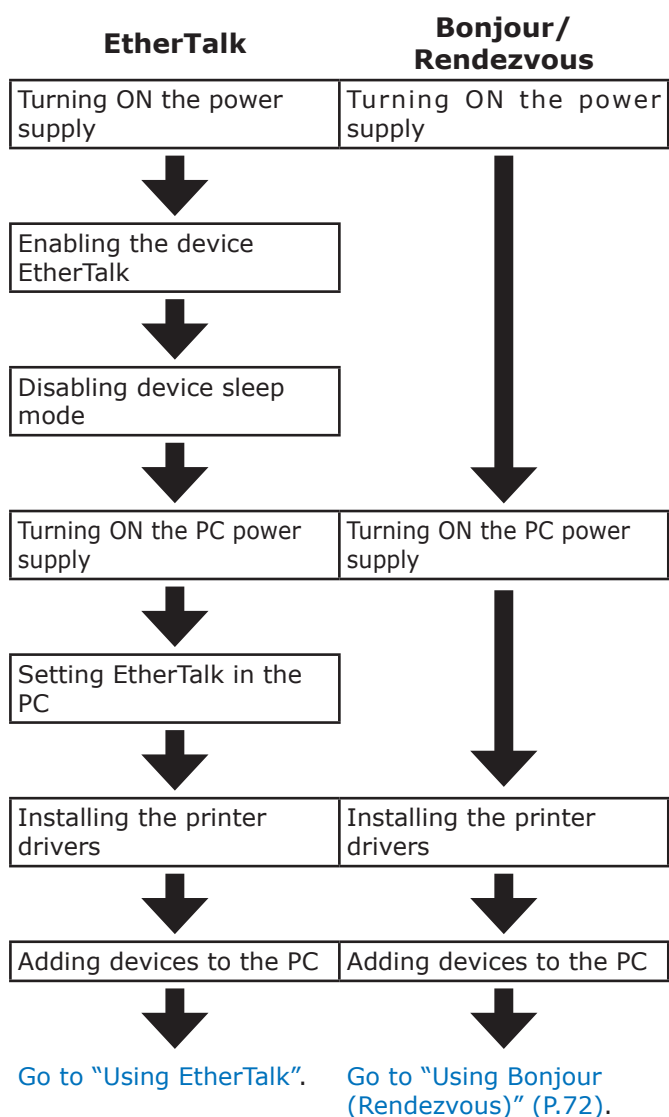 EtherTalk
Bonjour/
Rendezvous
Turning ON the power
supply
Turning ON the power
supply
Enabling the device
EtherTalk
Disabling device sleep
mode
Turning ON the PC power
supply
Turning ON the PC power
supply
Setting EtherTalk in the
PC
Installing the printer
drivers
Installing the printer
drivers
Adding devices to the PC
Adding devices to the PC
Go to “Using EtherTalk”.
Go to “Using Bonjour
(Rendezvous)” (P.72).